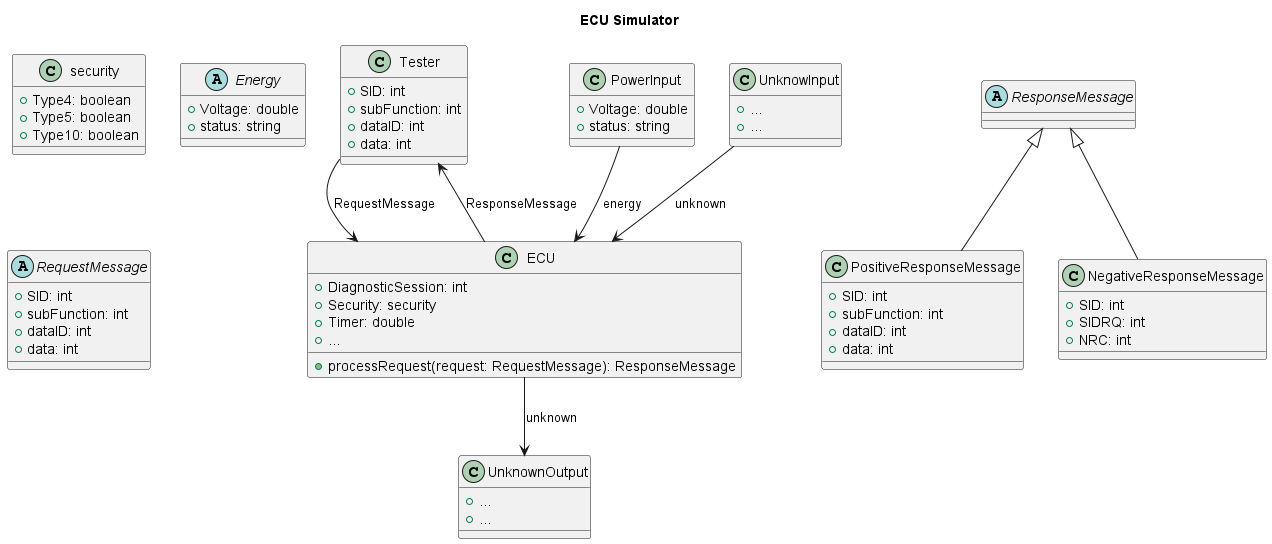 ECU Simulator
C security
Type4: boolean
Type5: boolean
Type10: boolean
A Energy
Voltage: double
status: string
C Tester
SID: int
subFunction: int
dataID: int
data: int
C PowerInput
Voltage: double
status: string
C UnknowInput
...
...
A ResponseMessage
RequestMessage
ResponseMessage
energy
unknown
A RequestMessage
SID: int
subFunction: int
dataID: int
data: int
C ECU
DiagnosticSession: int
Security: security
Timer: double
...
processRequest(request: RequestMessage): ResponseMessage
C PositiveResponseMessage
SID: int
subFunction: int
dataID: int
data: int
C NegativeResponseMessage
SID: int
SIDRQ: int
NRC: int
unknown
C UnknownOutput
...
...